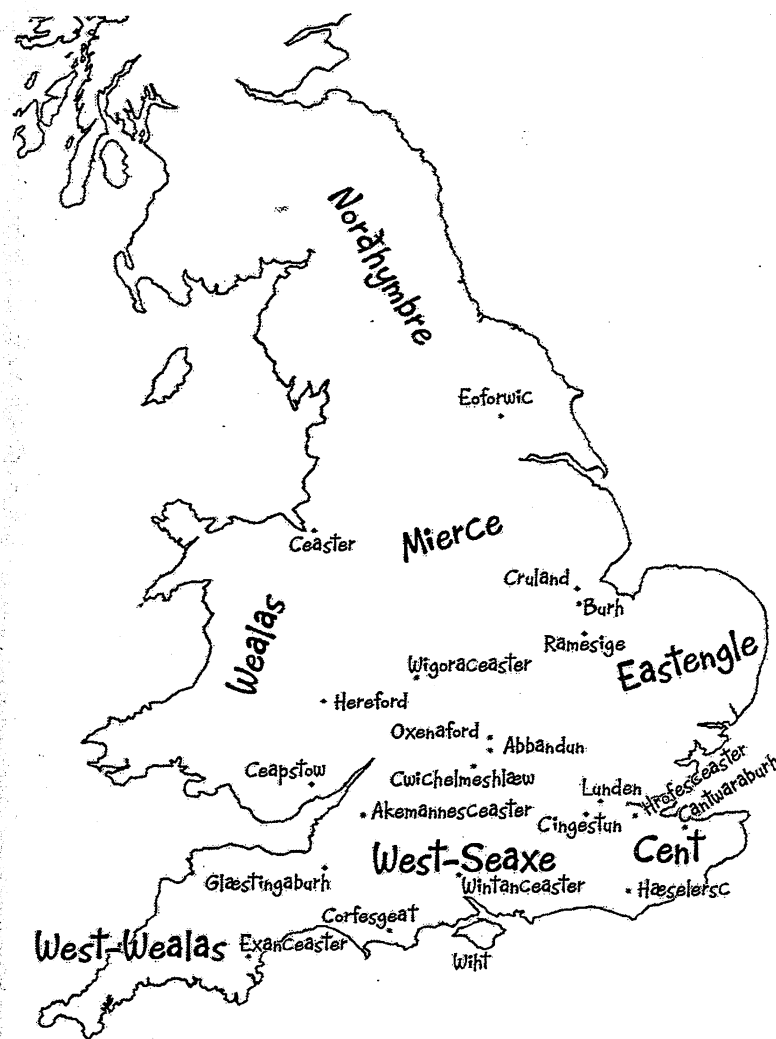 Nordhymbre
Eoforwic
Mierce
Ceaster
Cruland
Burh
Wealas
Ramesige
Eastengle
Wigoraceaster
Hereford
Oxenaford
Abbandun
Ceapstow
Cwichelmeshlæw
Lunden
Hrofesceaster
Cantwaraburh
Akemannesceaster
Cingestun
West-Seaxe
Cent
Glæstingaburh
Wintanceaster
Hæselersc
Corfesgeat
West-Wealas
Exanceaster
Wiht